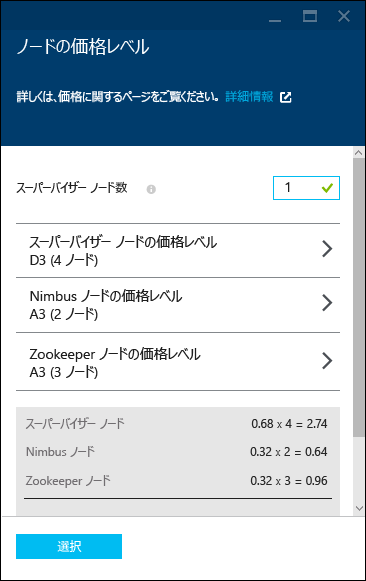 ノードの価格レベル
詳しくは、価格に関するページをご覧ください。 詳細情報
スーパーバイザー ノード数 1
スーパーバイザー ノードの価格レベル
D3 (4 ノード)
Nimbus ノードの価格レベル
A3 (2 ノード)
Zookeeper ノードの価格レベル
A3 (3 ノード)
スーパーバイザー ノード 0.68 x 4 = 2.74
Nimbus ノード 0.32 x 2 = 0.64
Zookeeper ノード 0.32 x 3 = 0.96
選択